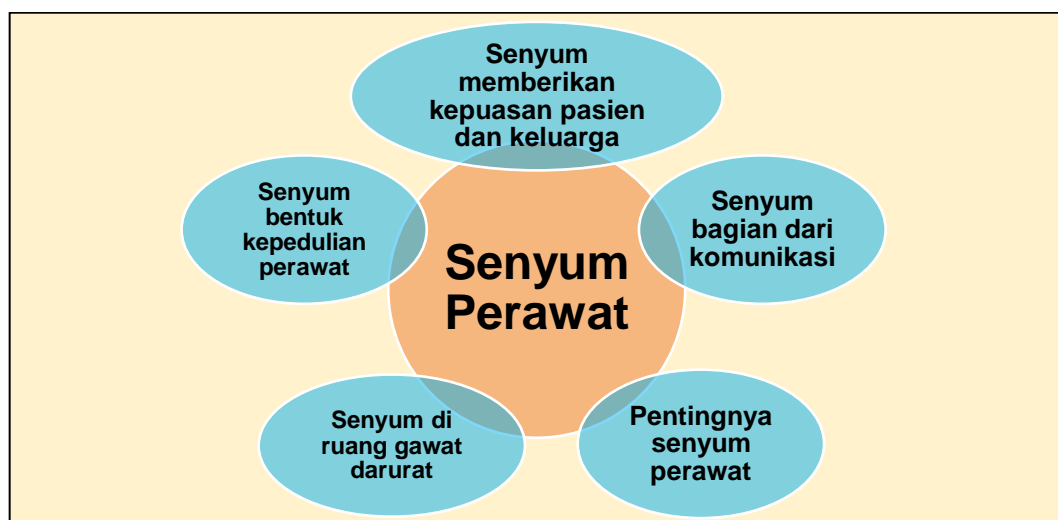 Senyum
memberikan
kepuasan pasien
dan keluarga
Senyum
bentuk
kepedulian
perawat
Senyum
bagian dari
komunikasi
Senyum
Perawat
Senyum di
ruang gawat
darurat
Pentingnya
senyum
perawat